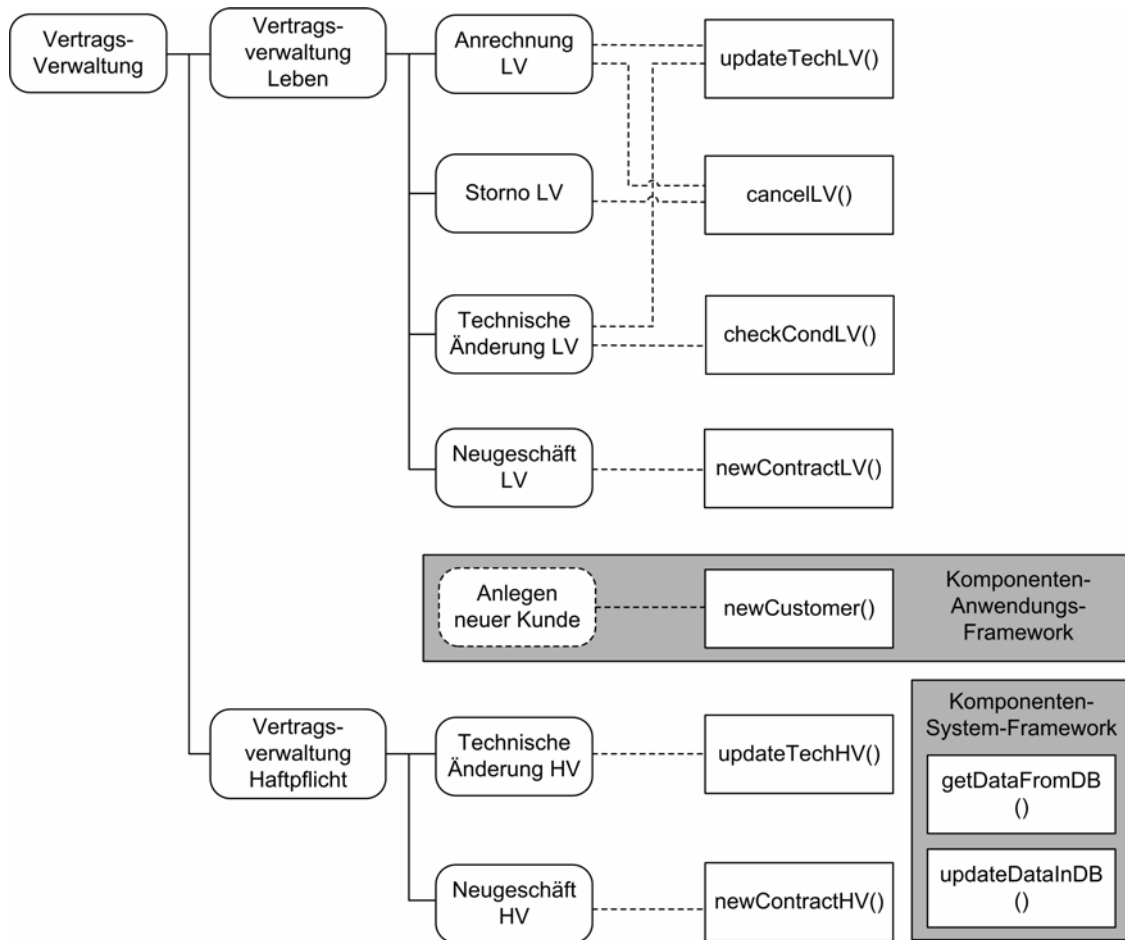 Vertrags-
Verwaltung
Vertrags-
verwaltung
Leben
Anrechnung
LV
updateTechLV()
Storno LV
cancelLV()
Technische
Änderung LV
checkCondLV()
Neugeschäft
LV
newContractLV()
Anlegen
neuer Kunde
newCustomer()
Komponenten-
Anwendungs-
Framework
Vertrags-
verwaltung
Haftpflicht
Technische
Änderung HV
updateTechHV()
Komponenten-
System-Framework
getDataFromDB
()
updateDataInDB
()
Neugeschäft
HV
newContractHV()